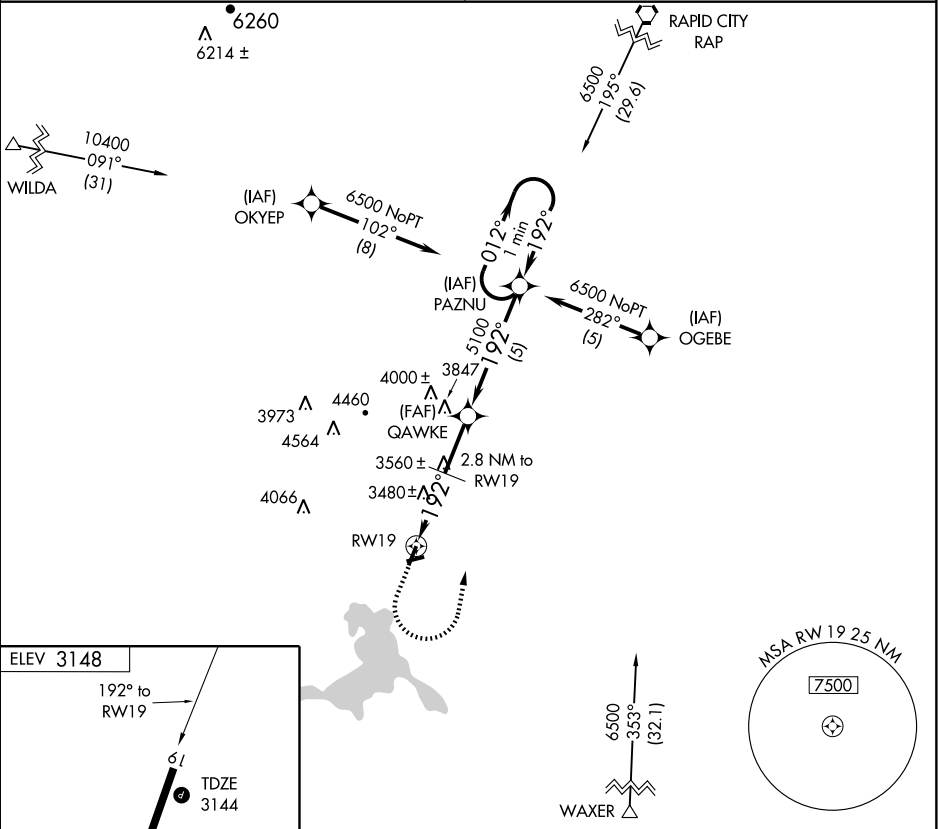 6260
6214 ±
RAPID CITY
RAP
6500
195°
(29.6)
10400
091°
(31)
WILDA
(IAF)
OKYEP
6500 NoPT
102°
(8)
012°
1 min
192°
(IAF)
PAZNU
6500 NoPT
282°
(5)
(IAF)
OGEBE
5100
192°
(5)
4000 ±
3847
3973
4460
4564
(FAF)
QAWKE
3560 ±
2.8 NM to
RW19
3480 ±
192°
4066
RW19
ELEV 3148
192° to
RW19
19
TDZE
3144
P
6500
353°
(32.1)
WAXER
MSA RW 19 25 NM
7500